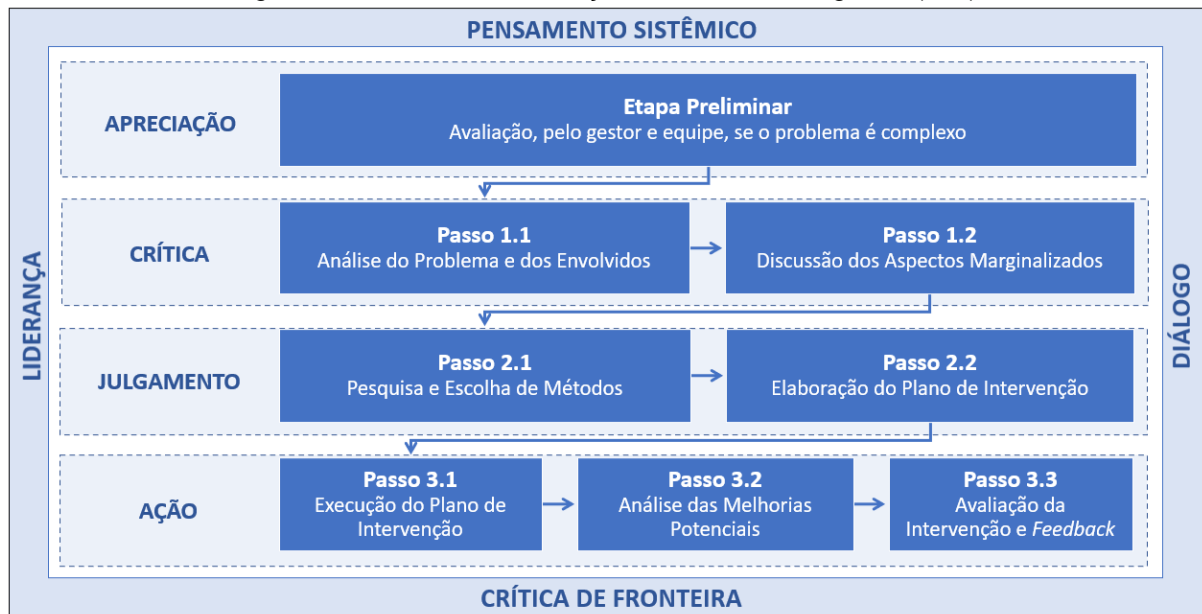 PENSAMENTO SISTÊMICO
LIDERANÇA
APRECIAÇÃO
Etapa Preliminar
Avaliação, pelo gestor e equipe, se o problema é complexo
CRÍTICA
Passo 1.1
Análise do Problema e dos Envolvidos
Passo 1.2
Discussão dos Aspectos Marginalizados
JULGAMENTO
Passo 2.1
Pesquisa e Escolha de Métodos
Passo 2.2
Elaboração do Plano de Intervenção
AÇÃO
Passo 3.1
Execução do Plano de
Intervenção
Passo 3.2
Análise das Melhorias
Potenciais
Passo 3.3
Avaliação da
Intervenção e Feedback
DIÁLOGO
CRÍTICA DE FRONTEIRA